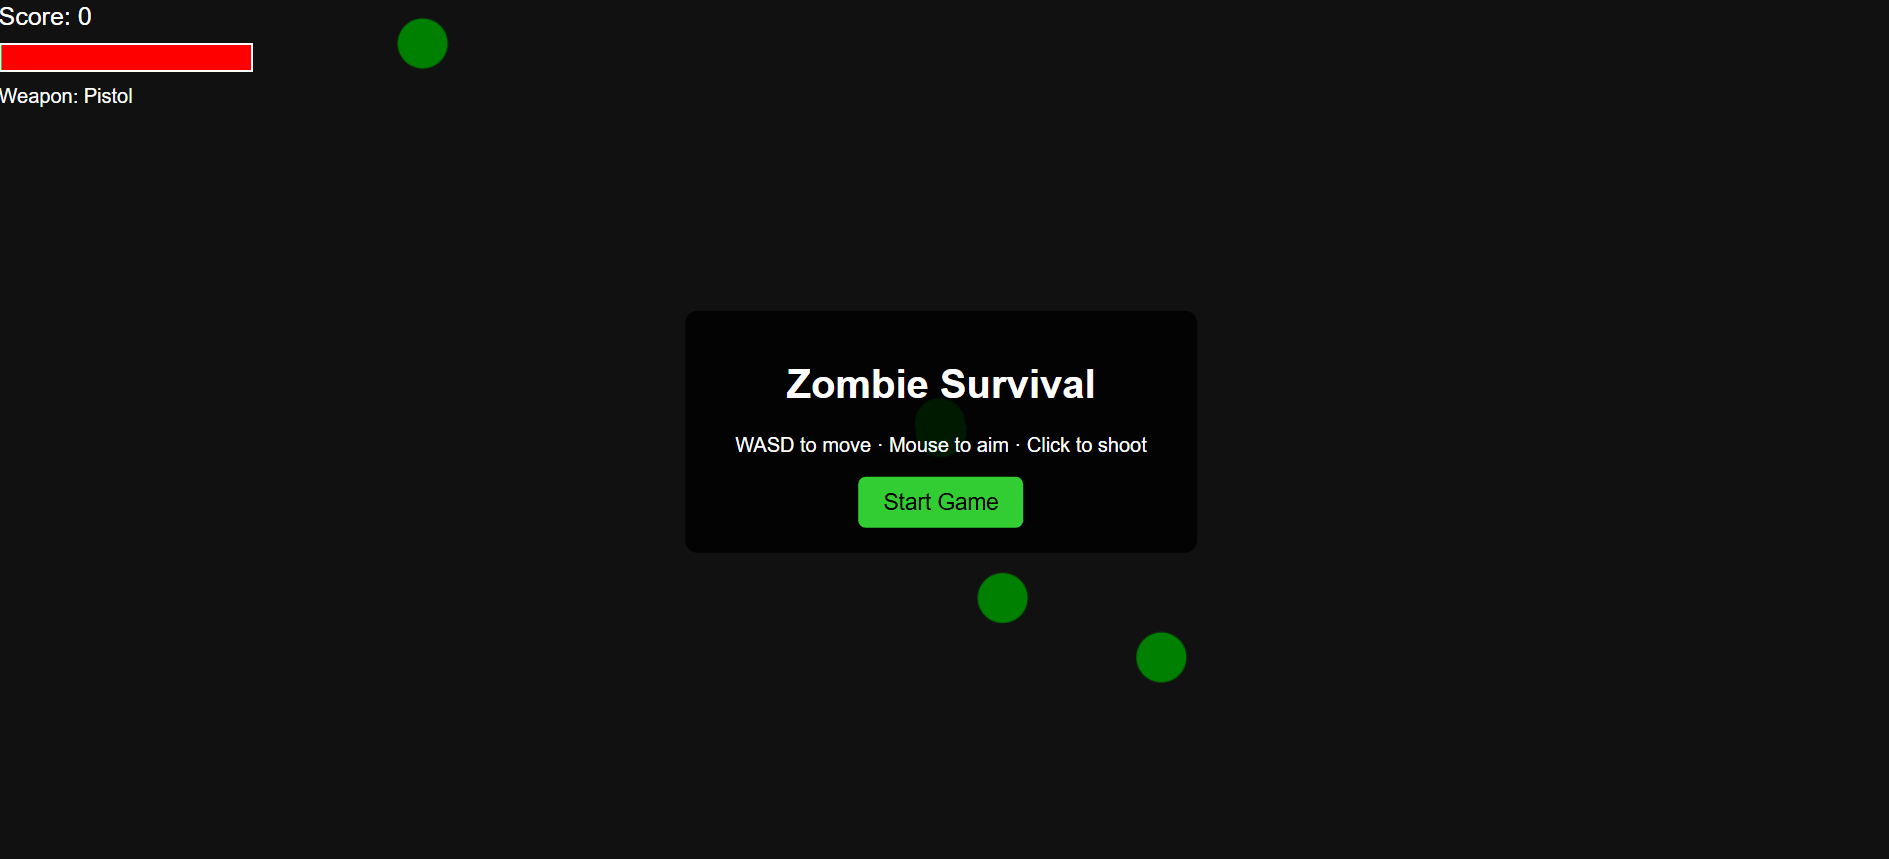 Score: 0
Weapon: Pistol
Zombie Survival
WASD to move · Mouse to aim · Click to shoot
Start Game